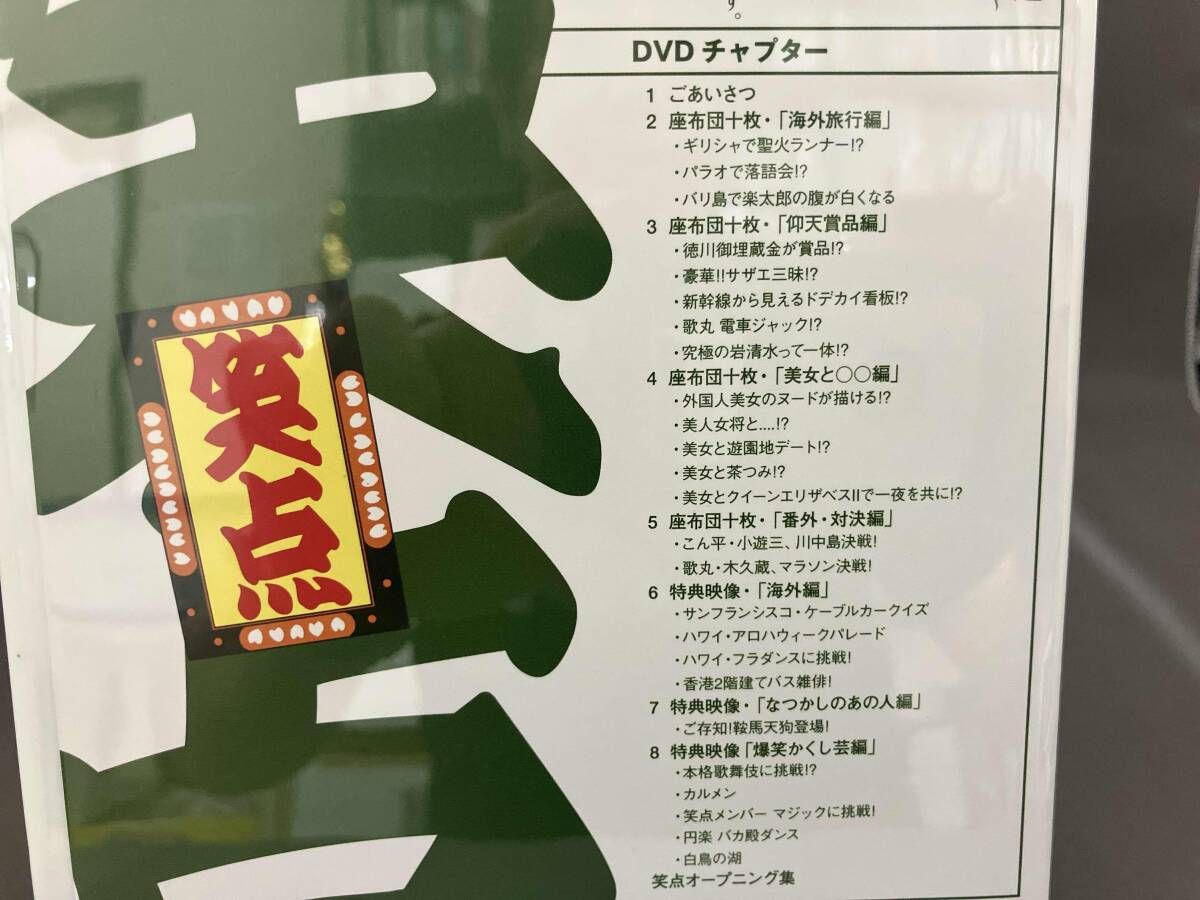 す。
DVD チャプター
1 ごあいさつ
2 座布団十枚・「海外旅行編」
・ギリシャで聖火ランナー!?
・パラオで落語会!?
・バリ島で楽太郎の腹が白くなる
3 座布団十枚・「仰天賞品編」
・徳川御埋蔵金が賞品!?
・豪華!!サザエ三昧!?
・新幹線から見えるドデカイ看板!?
・歌丸 電車ジャック!?
・究極の岩清水って一体!?
4 座布団十枚・「美女と○○編」
・外国人美女のヌードが描ける!?
・美人女将と....!?
・美女と遊園地デート!?
・美女と茶つみ!?
・美女とクイーンエリザベスIIで一夜を共に!?
5 座布団十枚・「番外・対決編」
・こん平・小遊三、川中島決戦!
・歌丸・木久蔵、マラソン決戦!
6 特典映像・「海外編」
・サンフランシスコ・ケーブルカークイズ
・ハワイ・アロハウィークパレード
・ハワイ・フラダンスに挑戦!
・香港2階建てバス雑俳!
7 特典映像・「なつかしのあの人編」
・ご存知!鞍馬天狗登場!
8 特典映像「爆笑かくし芸編」
・本格歌舞伎に挑戦!?
・カルメン
・笑点メンバー マジックに挑戦!
・円楽 バカ殿ダンス
・白鳥の湖
笑点オープニング集
笑点